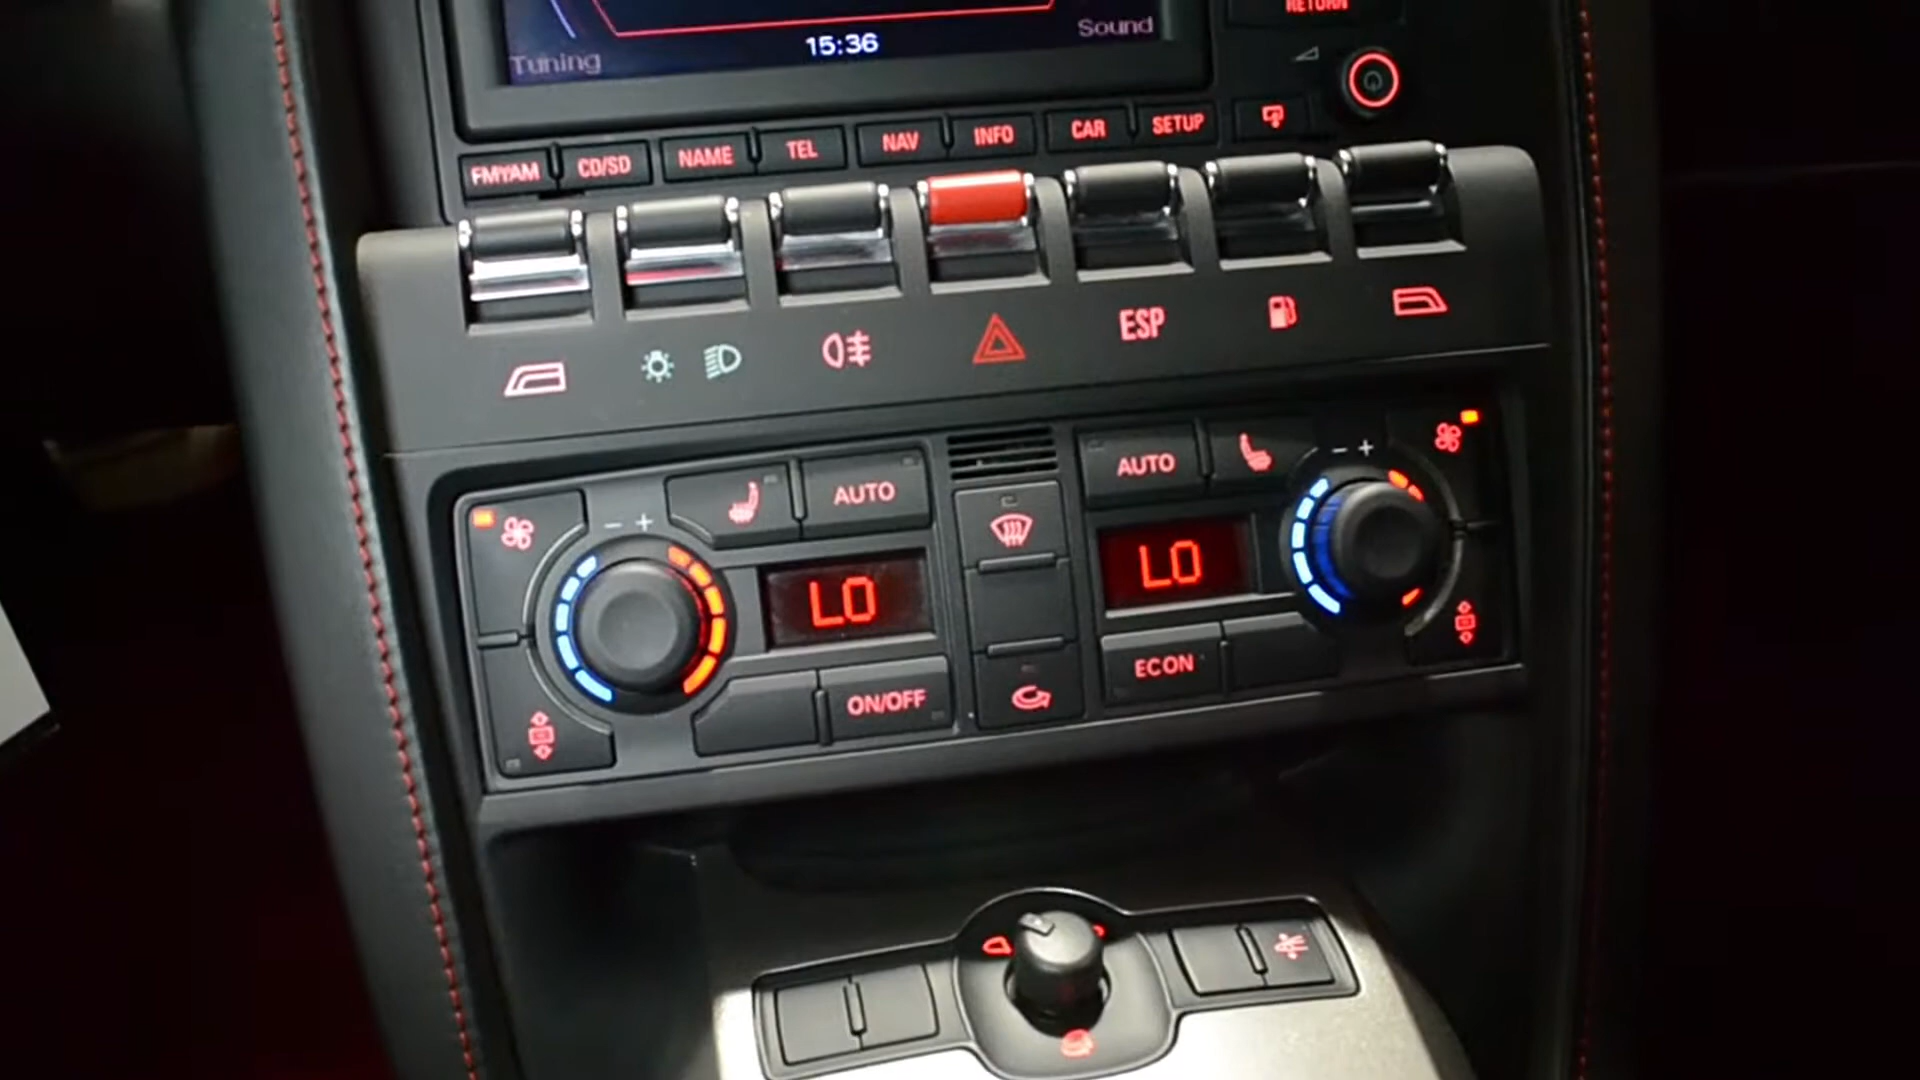 RETURN
Sound
Tuning
15:36
FM/AM CD/SD NAME TEL NAV INFO CAR SETUP
ESP
AUTO
AUTO
- +
- +
LO
LO
ECON
ON/OFF